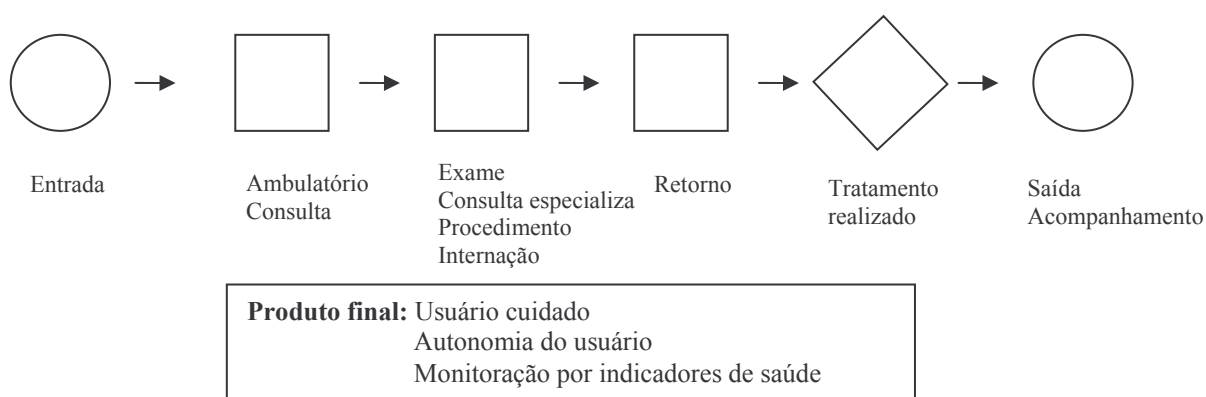 Entrada
Ambulatório
Consulta
Exame
Consulta especializa
Procedimento
Internação
Retorno
Tratamento
realizado
Saída
Acompanhamento
Produto final: Usuário cuidado
Autonomia do usuário
Monitoração por indicadores de saúde